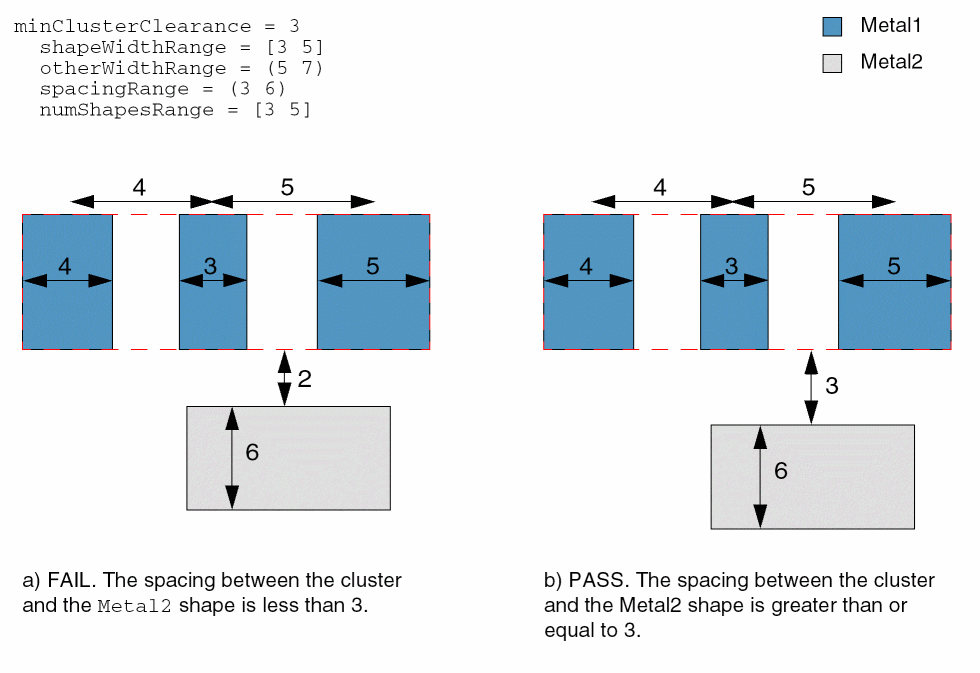 minClusterClearance = 3
shapeWidthRange = [3 5]
otherWidthRange = (5 7)
spacingRange = (3 6)
numShapesRange = [3 5]
Metal1
Metal2
4 5
4 3 5
2
6
4 5
4 3 5
3
6
a) FAIL. The spacing between the cluster
and the Metal2 shape is less than 3.
b) PASS. The spacing between the cluster
and the Metal2 shape is greater than or
equal to 3.